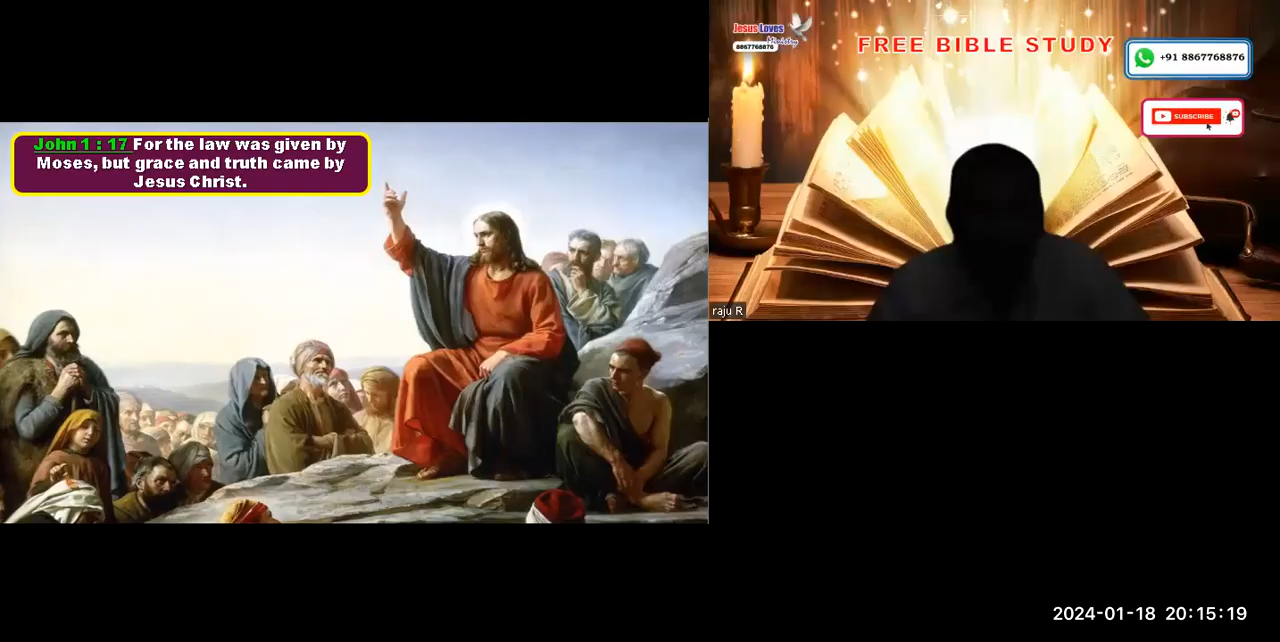 John 1 : 17 For the law was given by
Moses, but grace and truth came by
Jesus Christ.
Jesus Loves
Ministry
8867768876
FREE BIBLE STUDY
+91 8867768876
SUBSCRIBE
raju R
2024-01-18 20:15:19